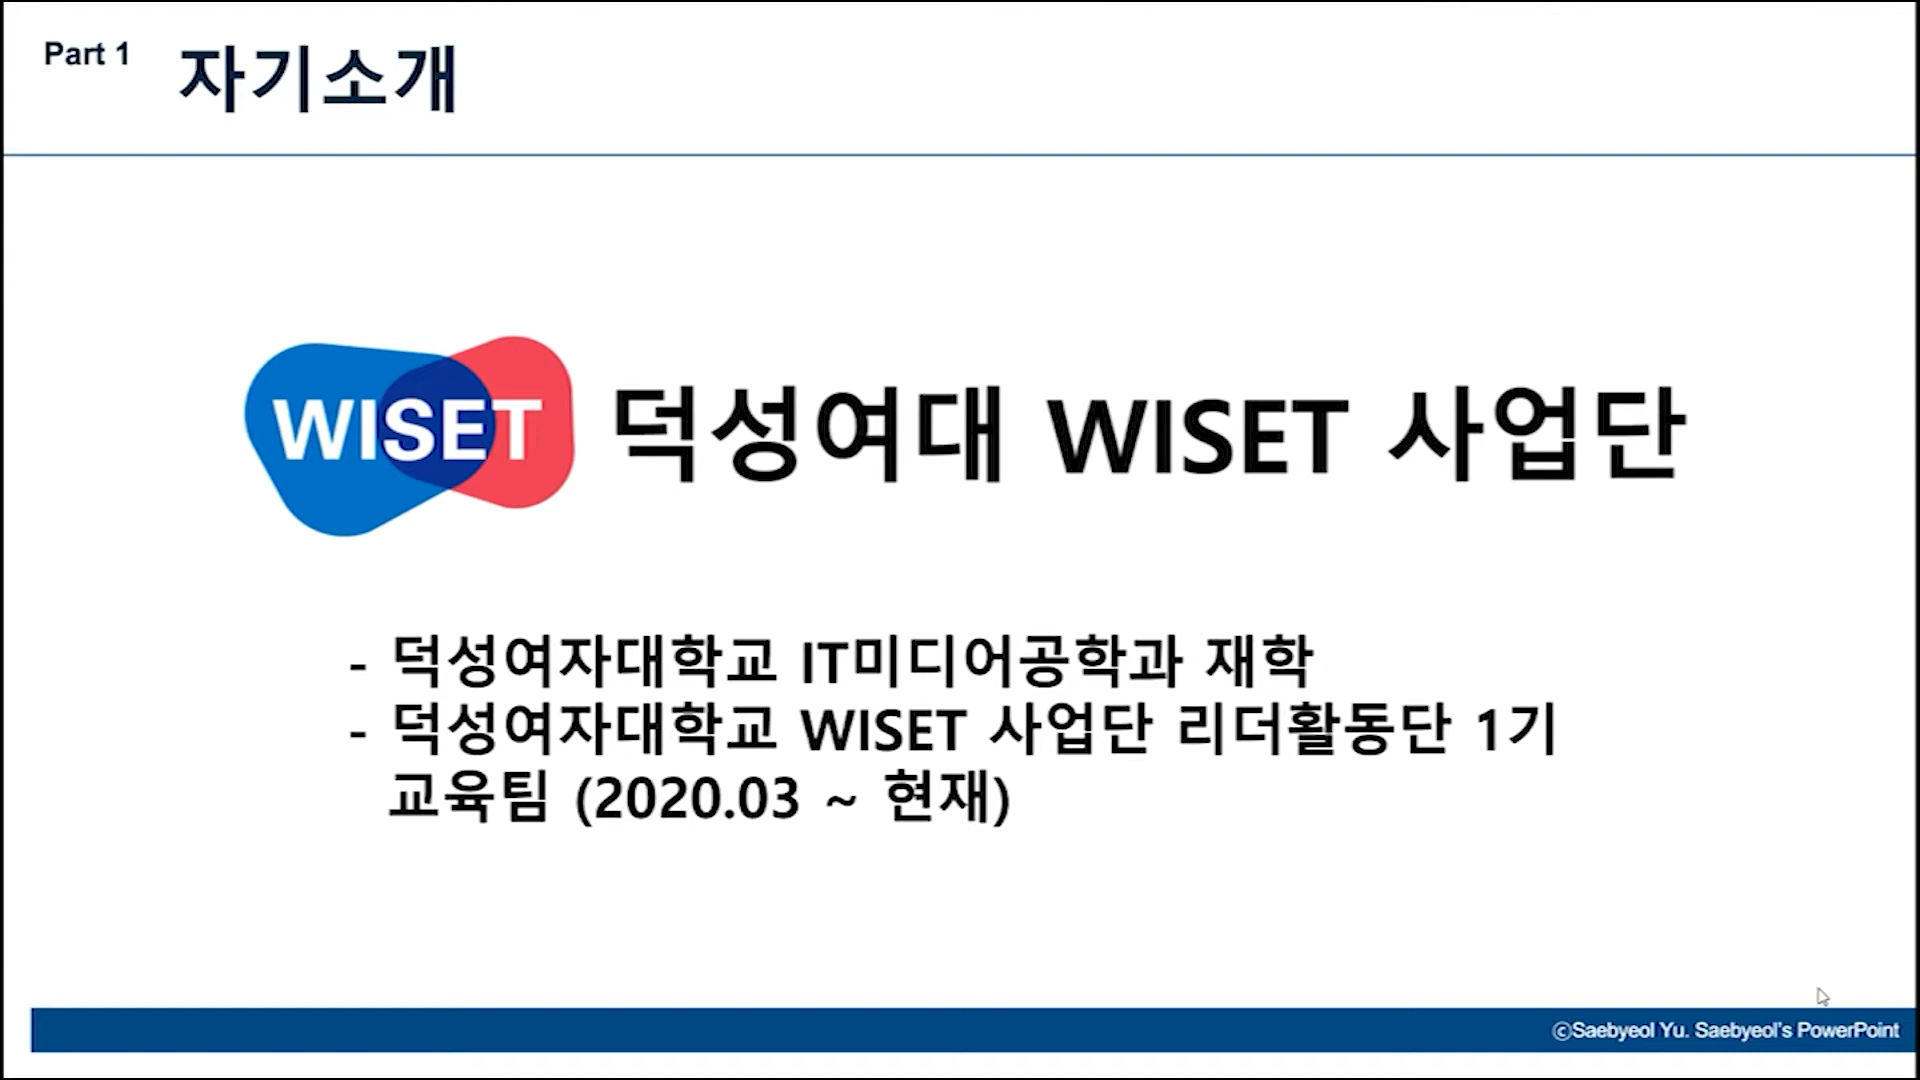 Part 1
자기소개
WISET
덕성여대 WISET 사업단
- 덕성여자대학교 IT미디어공학과 재학
- 덕성여자대학교 WISET 사업단 리더활동단 1기
교육팀 (2020.03 ~ 현재)
ⓒSaebyeol Yu. Saebyeol's PowerPoint